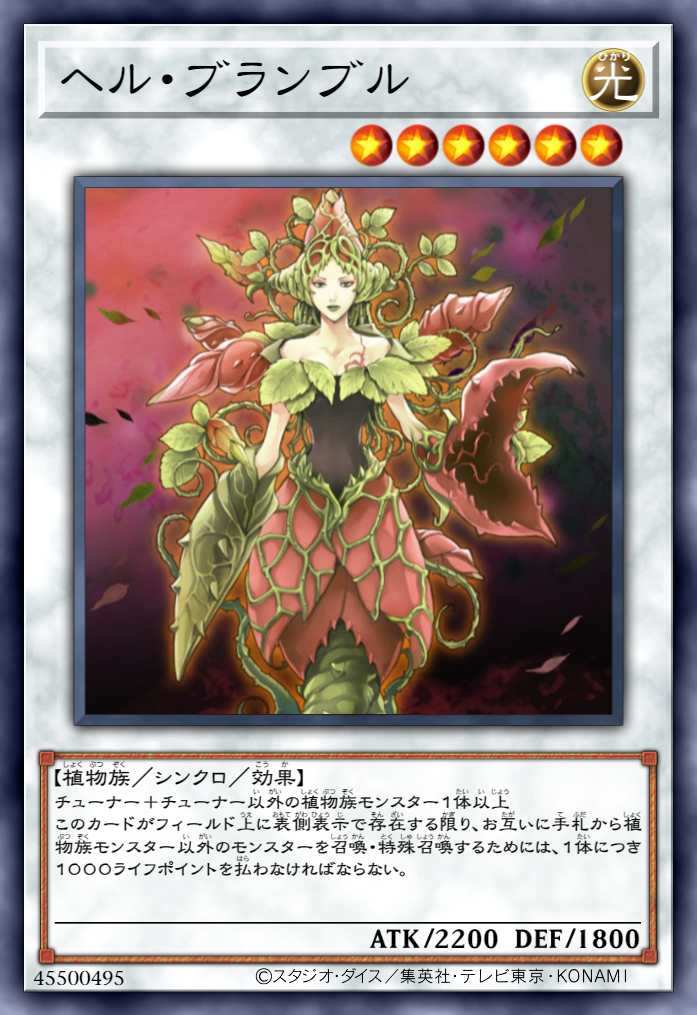 ヘル・ブランブル
光
ひかり
【植物族/シンクロ/効果】
チューナー+チューナー以外の植物族モンスター1体以上
このカードがフィールド上に表側表示で存在する限り、お互いに手札から植
物族モンスター以外のモンスターを召喚・特殊召喚するためには、1体につき
1000ライフポイントを払わなければならない。
ATK/2200 DEF/1800
45500495 ©スタジオ・ダイス/集英社・テレビ東京・KONAMI